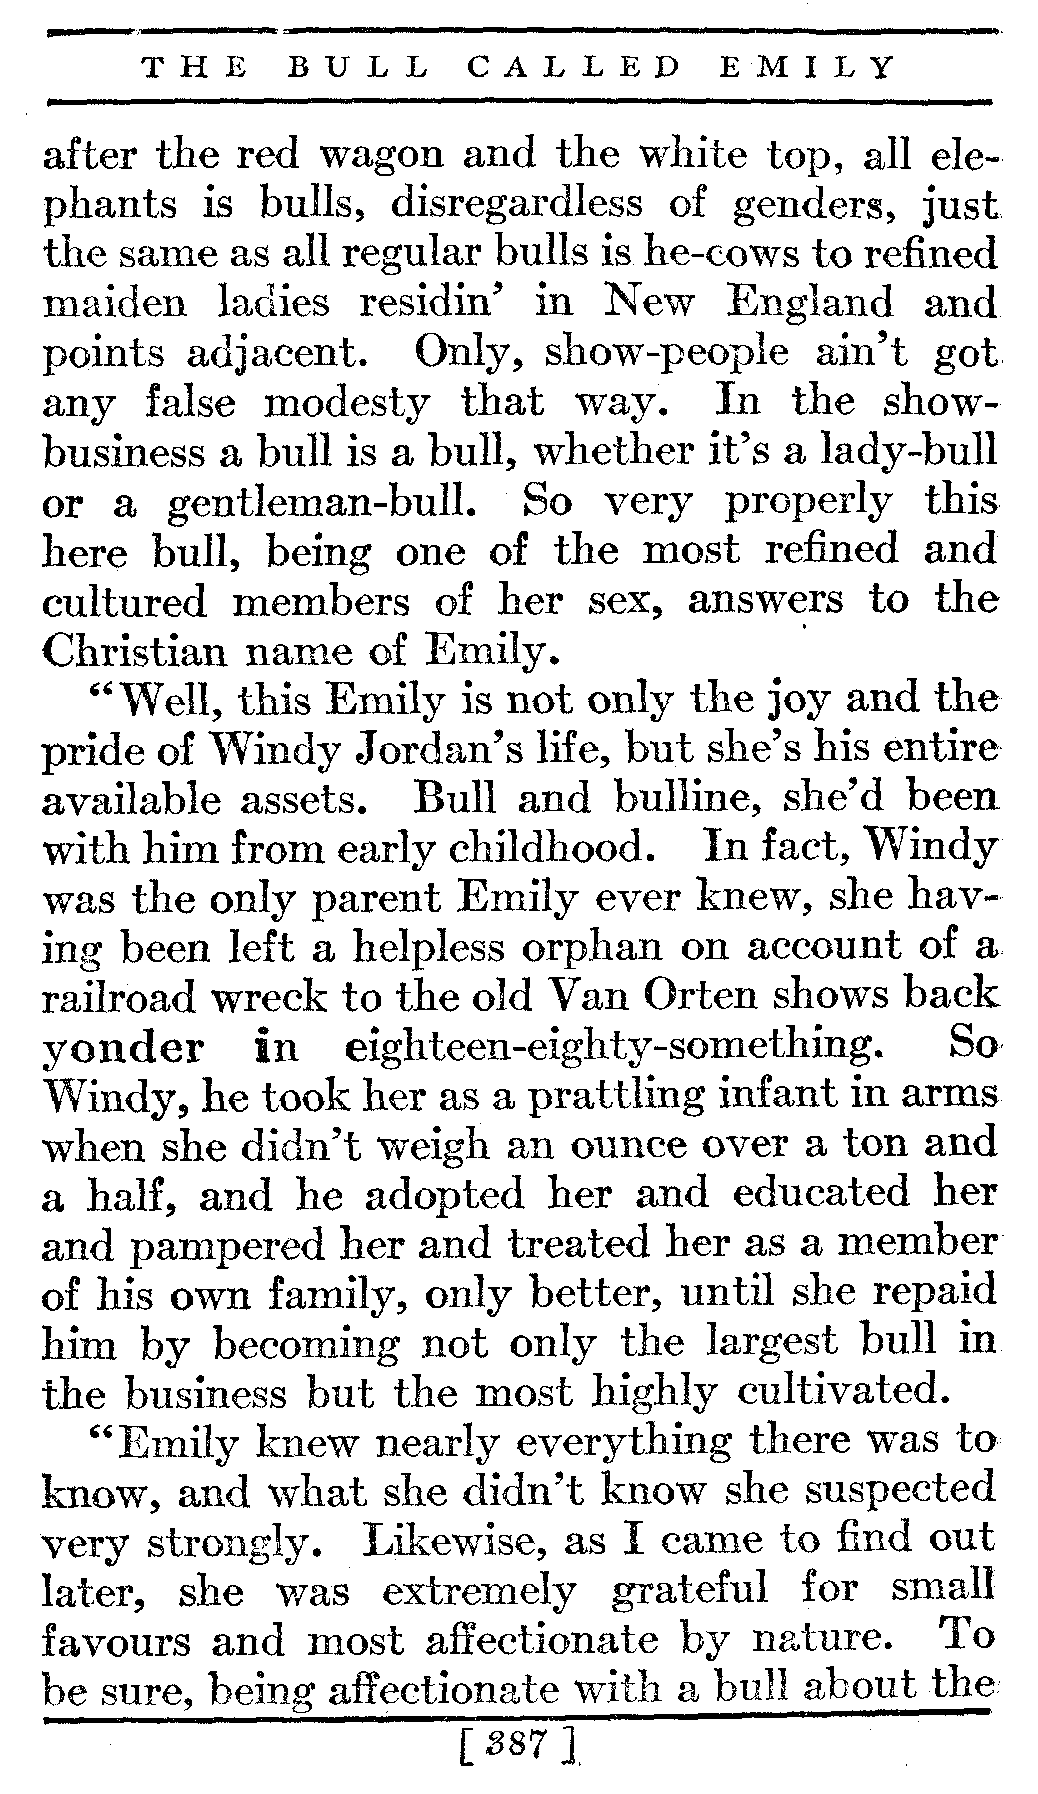 THE BULL CALLED EMILY
after the red wagon and the white top, all ele-
phants is bulls, disregardless of genders, just
the same as all regular bulls is he-cows to refined
maiden ladies residin' in New England and
points adjacent. Only, show-people ain't got
any false modesty that way. In the show-
business a bull is a bull, whether it's a lady-bull
or a gentleman-bull. So very properly this
here bull, being one of the most refined and
cultured members of her sex, answers to the
Christian name of Emily.
"Well, this Emily is not only the joy and the
pride of Windy Jordan's life, but she's his entire
available assets. Bull and bulline, she'd been
with him from early childhood. In fact, Windy
was the only parent Emily ever knew, she hav-
ing been left a helpless orphan on account of a
railroad wreck to the old Van Orten shows back
yonder in eighteen-eighty-something. So
Windy, he took her as a prattling infant in arms
when she didn't weigh an ounce over a ton and
a half, and he adopted her and educated her
and pampered her and treated her as a member
of his own family, only better, until she repaid
him by becoming not only the largest bull in
the business but the most highly cultivated.
"Emily knew nearly everything there was to
know, and what she didn't know she suspected
very strongly. Likewise, as I came to find out
later, she was extremely grateful for small
favours and most affectionate by nature. To
be sure, being affectionate with a bull about the
[387]